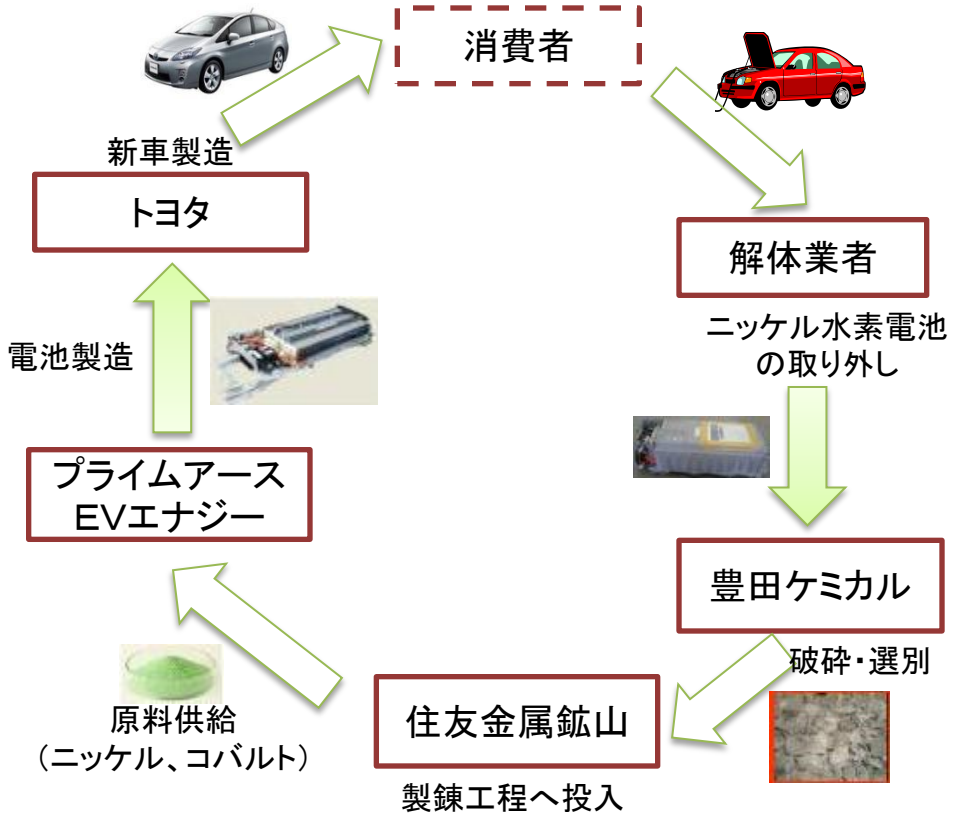 消費者
新車製造
トヨタ
解体業者
ニッケル水素電池
の取り外し
電池製造
プライムアース
EVエナジー
豊田ケミカル
破砕・選別
住友金属鉱山
製錬工程へ投入
原料供給
（ニッケル、コバルト）